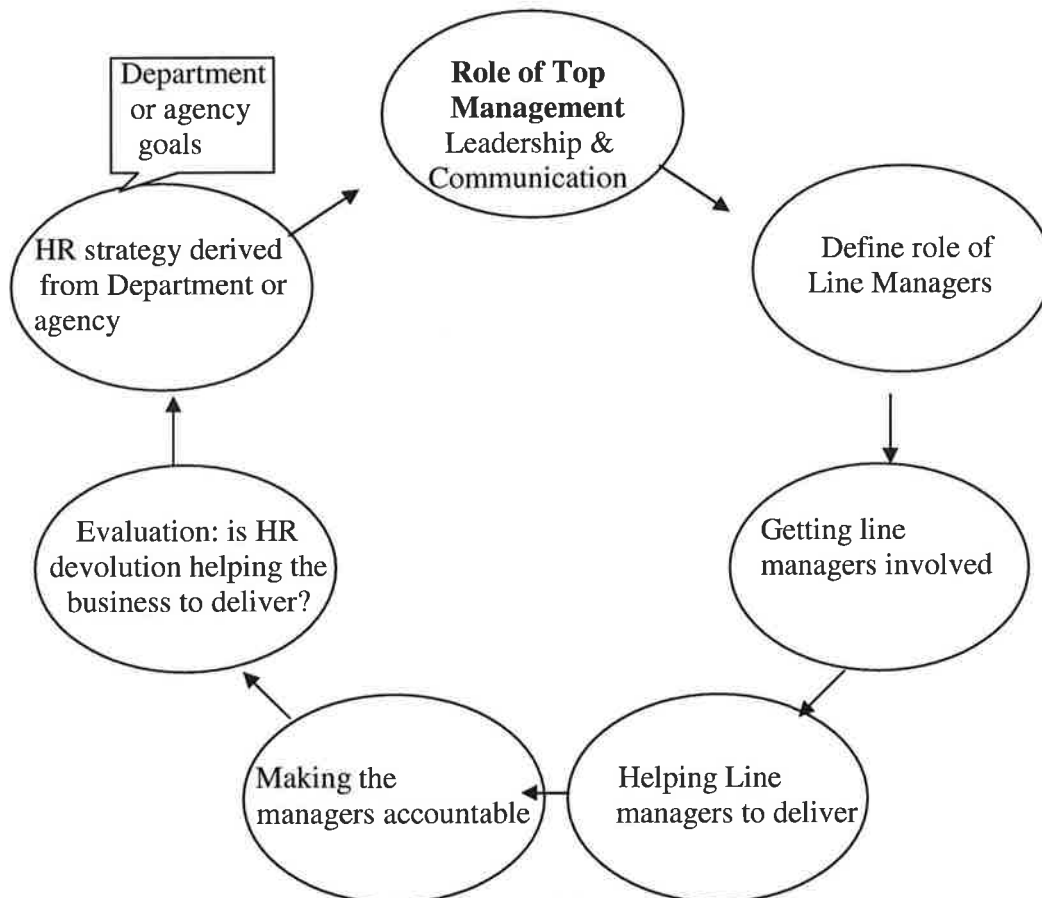 Department
or agency
goals
Role of Top
Management
Leadership &
Communication
HR strategy derived
from Department or
agency
Define role of
Line Managers
Getting line
managers involved
Helping Line
managers to deliver
Making the
managers accountable
Evaluation: is HR
devolution helping the
business to deliver?